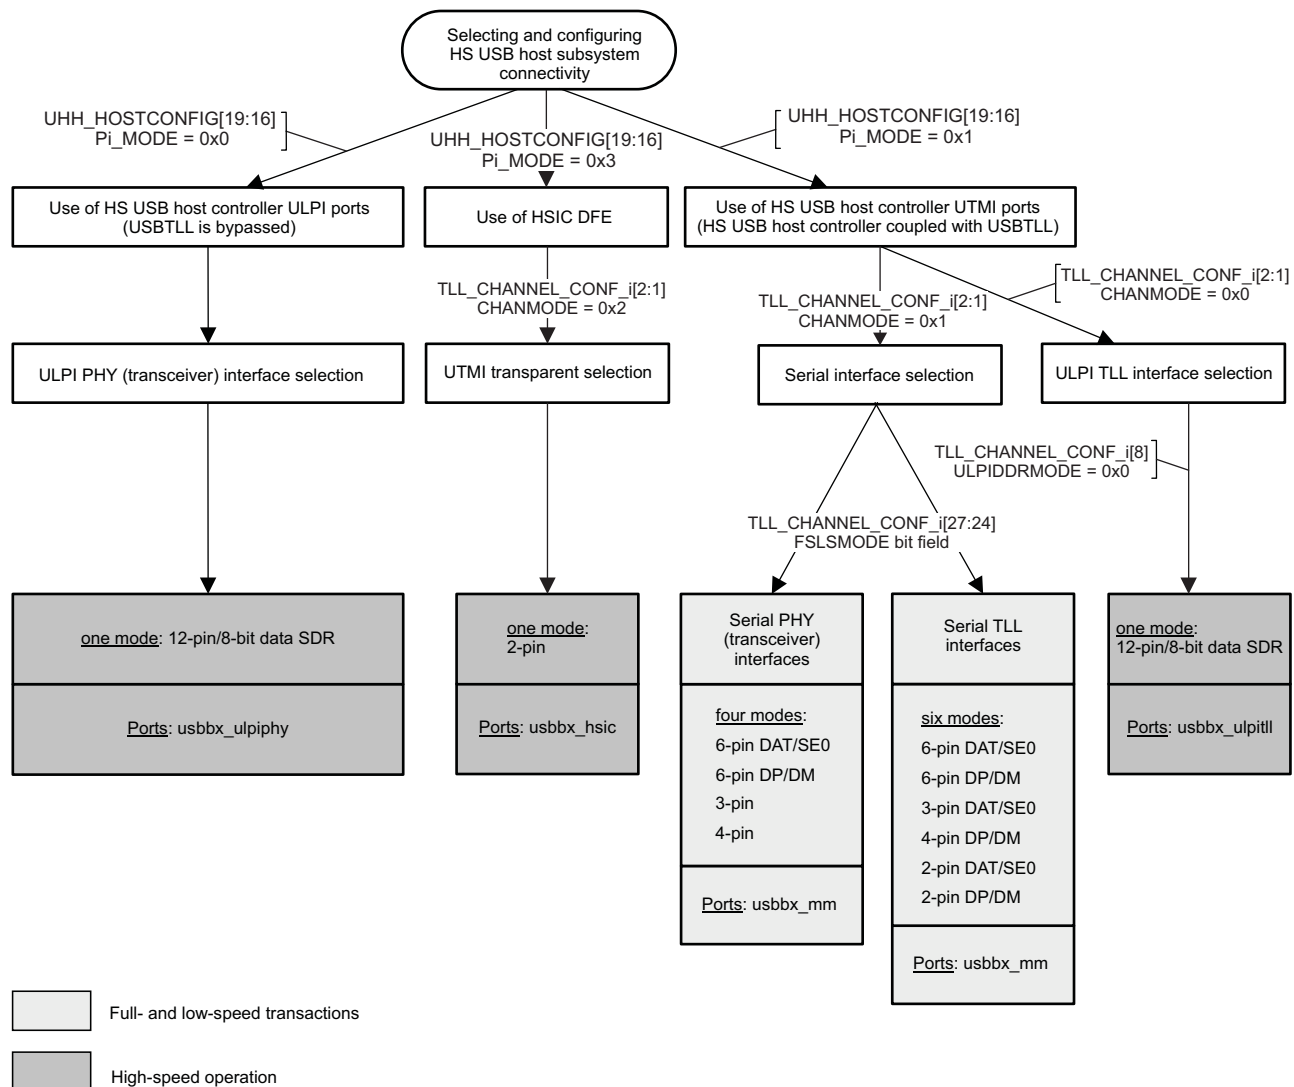 Selecting and configuring
HS USB host subsystem
connectivity
UHH_HOSTCONFIG[19:16]
Pi_MODE = 0x0
UHH_HOSTCONFIG[19:16]
Pi_MODE = 0x3
UHH_HOSTCONFIG[19:16]
Pi_MODE = 0x1
Use of HS USB host controller ULPI ports
(USBTLL is bypassed)
Use of HSIC DFE
Use of HS USB host controller UTMI ports
(HS USB host controller coupled with USBTLL)
TLL_CHANNEL_CONF_i[2:1]
CHANMODE = 0x2
TLL_CHANNEL_CONF_i[2:1]
CHANMODE = 0x1
TLL_CHANNEL_CONF_i[2:1]
CHANMODE = 0x0
ULPI PHY (transceiver) interface selection
UTMI transparent selection
Serial interface selection
ULPI TLL interface selection
TLL_CHANNEL_CONF_i[8]
ULPIDDRMODE = 0x0
TLL_CHANNEL_CONF_i[27:24]
FSLSMODE bit field
one mode: 12-pin/8-bit data SDR
Ports: usbbx_ulpiphy
one mode:
2-pin
Ports: usbbx_hsic
Serial PHY
(transceiver)
interfaces
four modes:
6-pin DAT/SE0
6-pin DP/DM
3-pin
4-pin
Ports: usbbx_mm
Serial TLL
interfaces
six modes:
6-pin DAT/SE0
6-pin DP/DM
3-pin DAT/SE0
4-pin DP/DM
2-pin DAT/SE0
2-pin DP/DM
Ports: usbbx_mm
one mode:
12-pin/8-bit data SDR
Ports: usbbx_ulpitll
Full- and low-speed transactions
High-speed operation